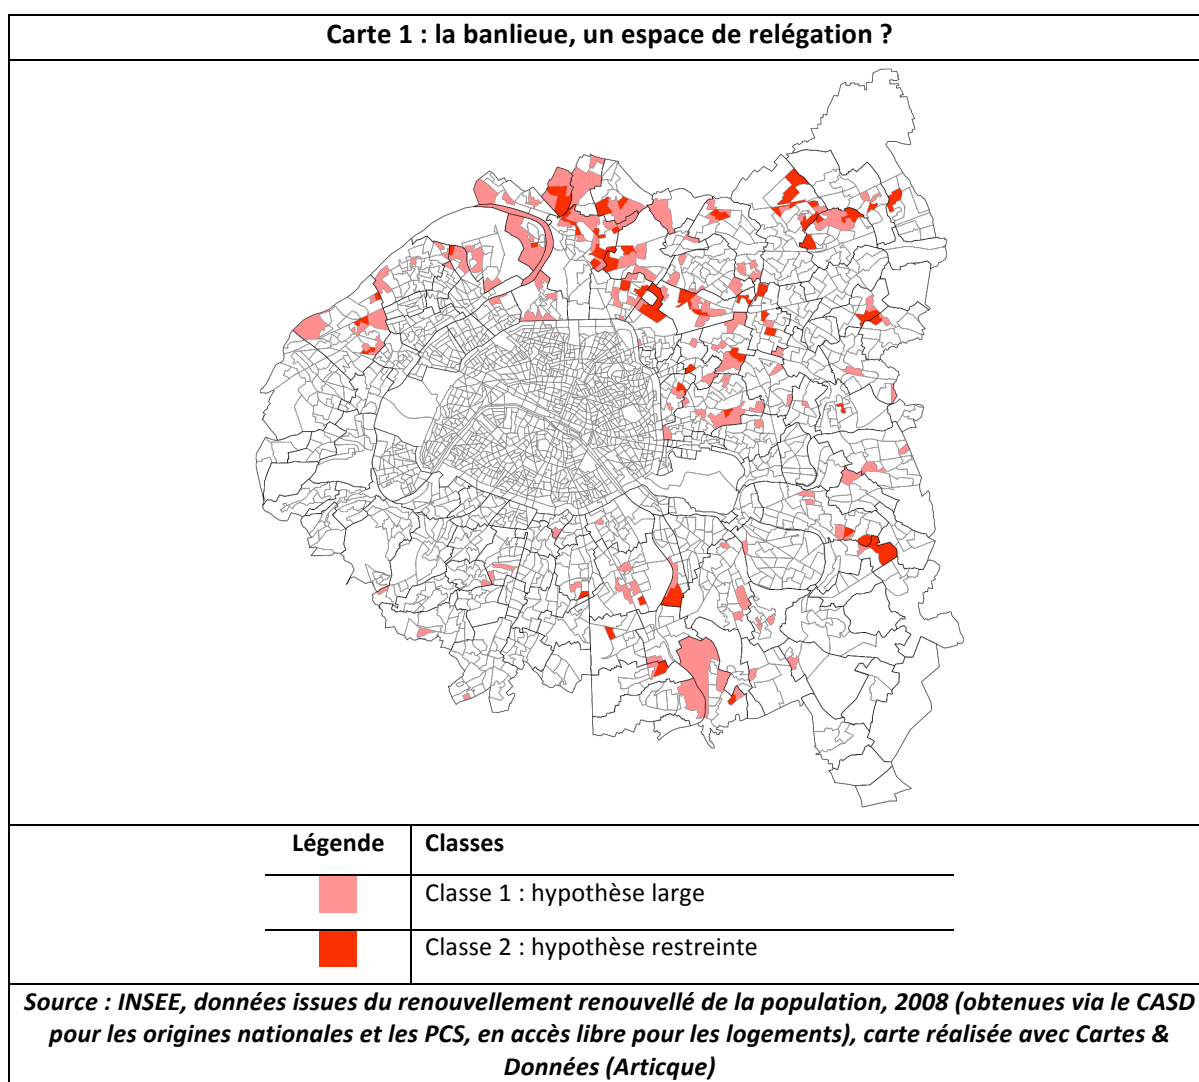 Carte 1 : la banlieue, un espace de relégation ?
Légende
Classes
Classe 1 : hypothèse large
Classe 2 : hypothèse restreinte
Source : INSEE, données issues du renouvellement renouvellé de la population, 2008 (obtenues via le CASD
pour les origines nationales et les PCS, en accès libre pour les logements), carte réalisée avec Cartes &
Données (Articque)